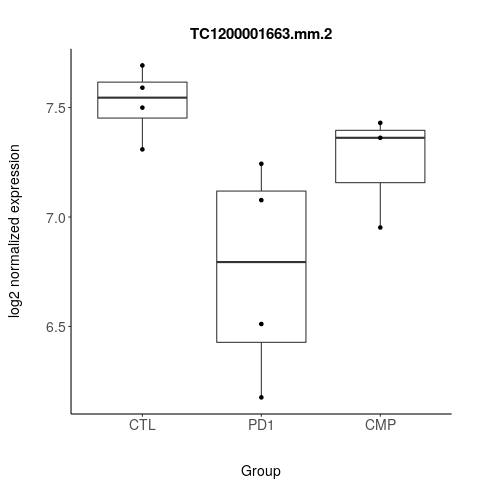 TC1200001663.mm.2
log2 normalized expression
7.5
7.0
6.5
CTL PD1 CMP
Group